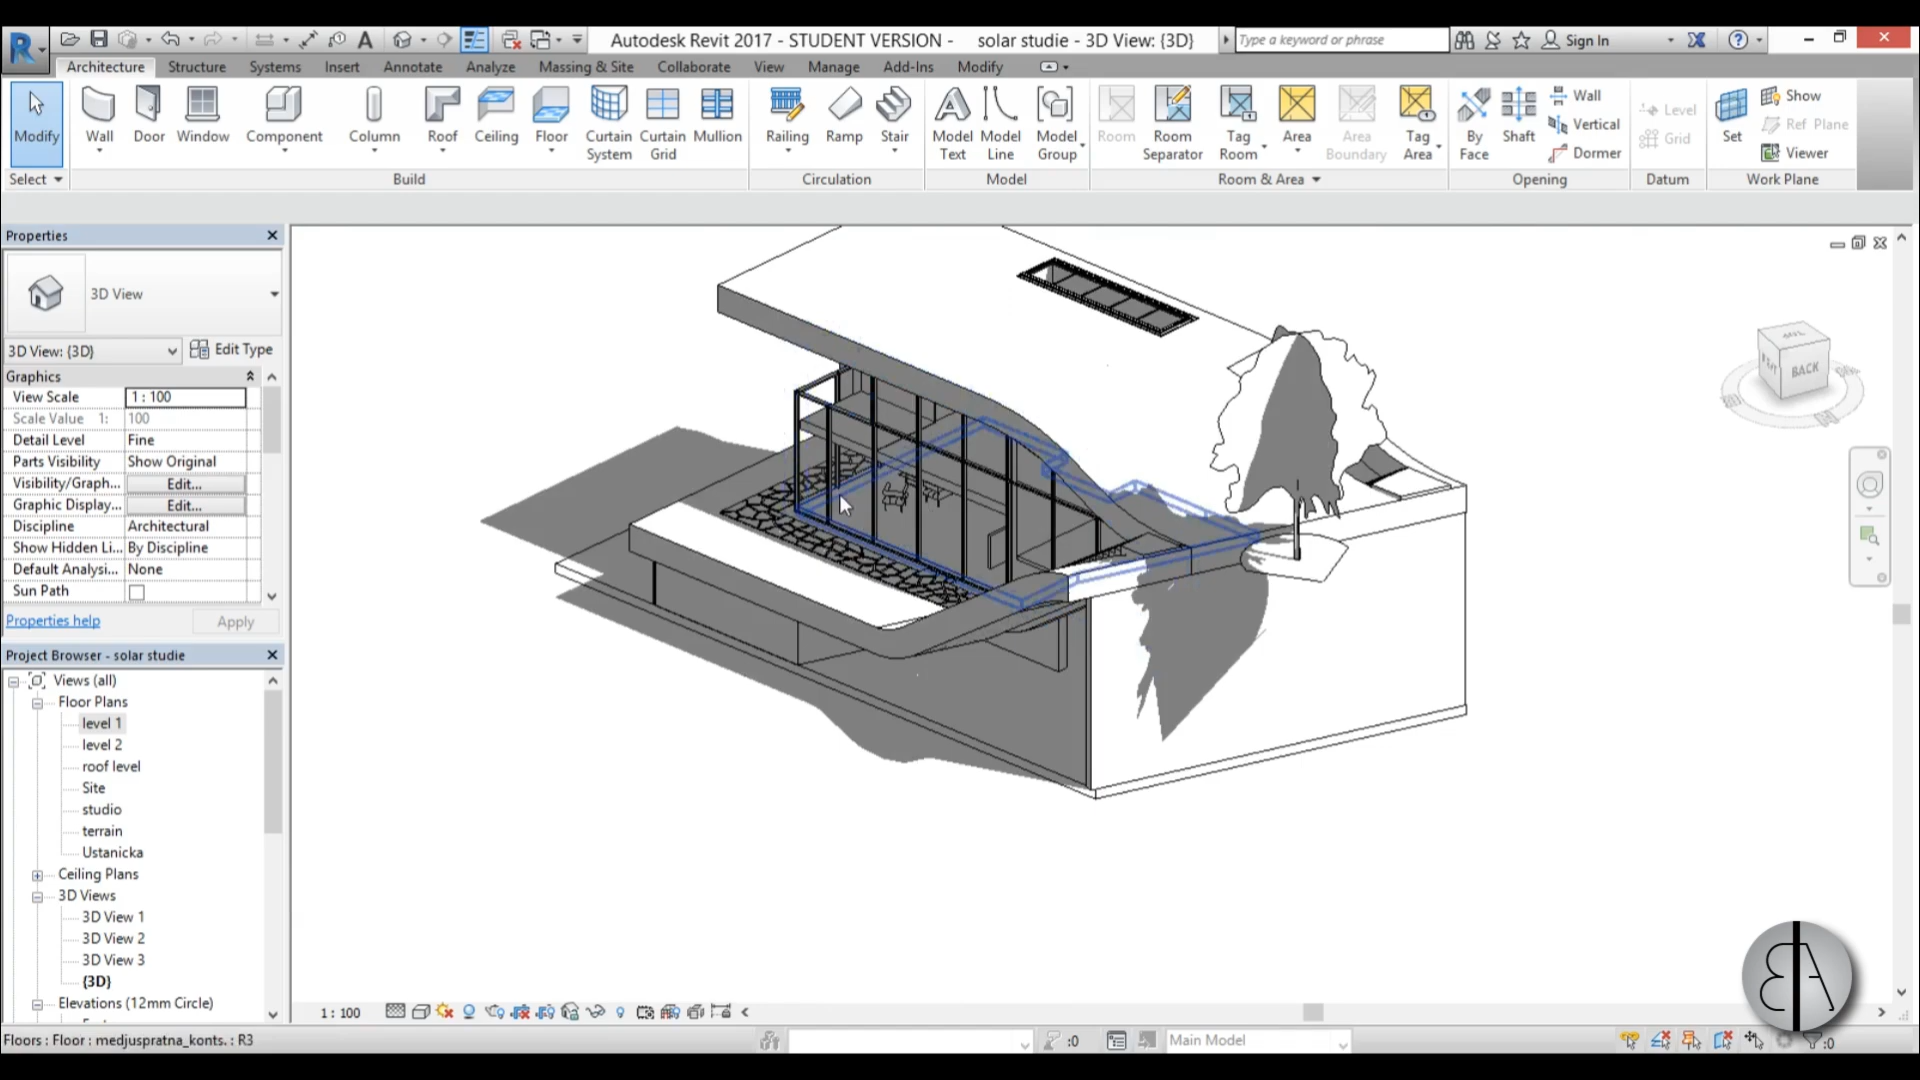 Autodesk Revit 2017 - STUDENT VERSION - solar studie - 3D View: {3D}
Type a keyword or phrase
Sign In
Architecture Structure Systems Insert Annotate Analyze Massing & Site Collaborate View Manage Add-Ins Modify
Modify Wall Door Window Component Column Roof Ceiling Floor Curtain System Curtain Grid Mullion Railing Ramp Stair Model Text Model Line Model Group Room Room Separator Tag Room Area Area Boundary Tag Area By Face Shaft Wall Vertical Dormer Level Grid Set Show Ref Plane Viewer
Select Build Circulation Model Room & Area Opening Datum Work Plane
Properties
3D View
3D View: {3D} Edit Type
Graphics
View Scale 1 : 100
Scale Value 1: 100
Detail Level Fine
Parts Visibility Show Original
Visibility/Graph... Edit...
Graphic Display... Edit...
Discipline Architectural
Show Hidden Li... By Discipline
Default Analysi... None
Sun Path
Properties help Apply
Project Browser - solar studie
Views (all)
Floor Plans
level 1
level 2
roof level
Site
studio
terrain
Ustanicka
Ceiling Plans
3D Views
3D View 1
3D View 2
3D View 3
{3D}
Elevations (12mm Circle)
BACK
1 : 100
Floors : Floor : medjuspratna_konts. : R3
:0
Main Model
:0